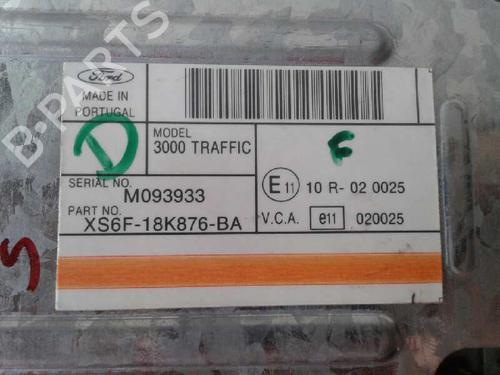 B-PARTS
Ford
MADE IN
PORTUGAL
D
MODEL
3000 TRAFFIC
F
SERIAL NO.
M093933
E11 10 R- 02 0025
PART NO.
XS6F-18K876-BA
V.C.A. e11 020025
S